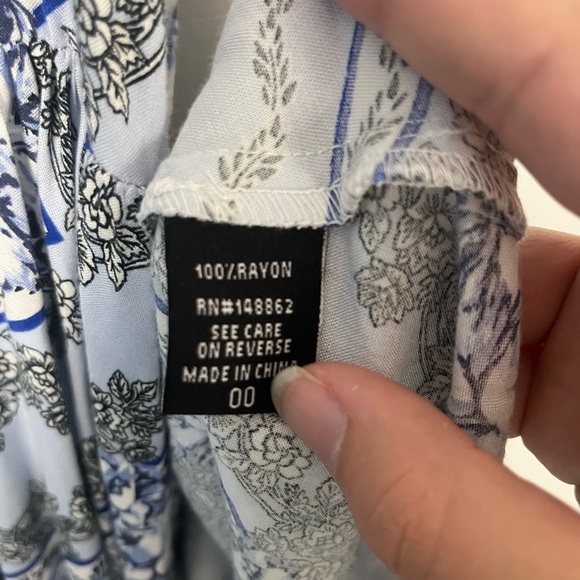 100% RAYON
RN#148862
SEE CARE
ON REVERSE
MADE IN CHINA
00